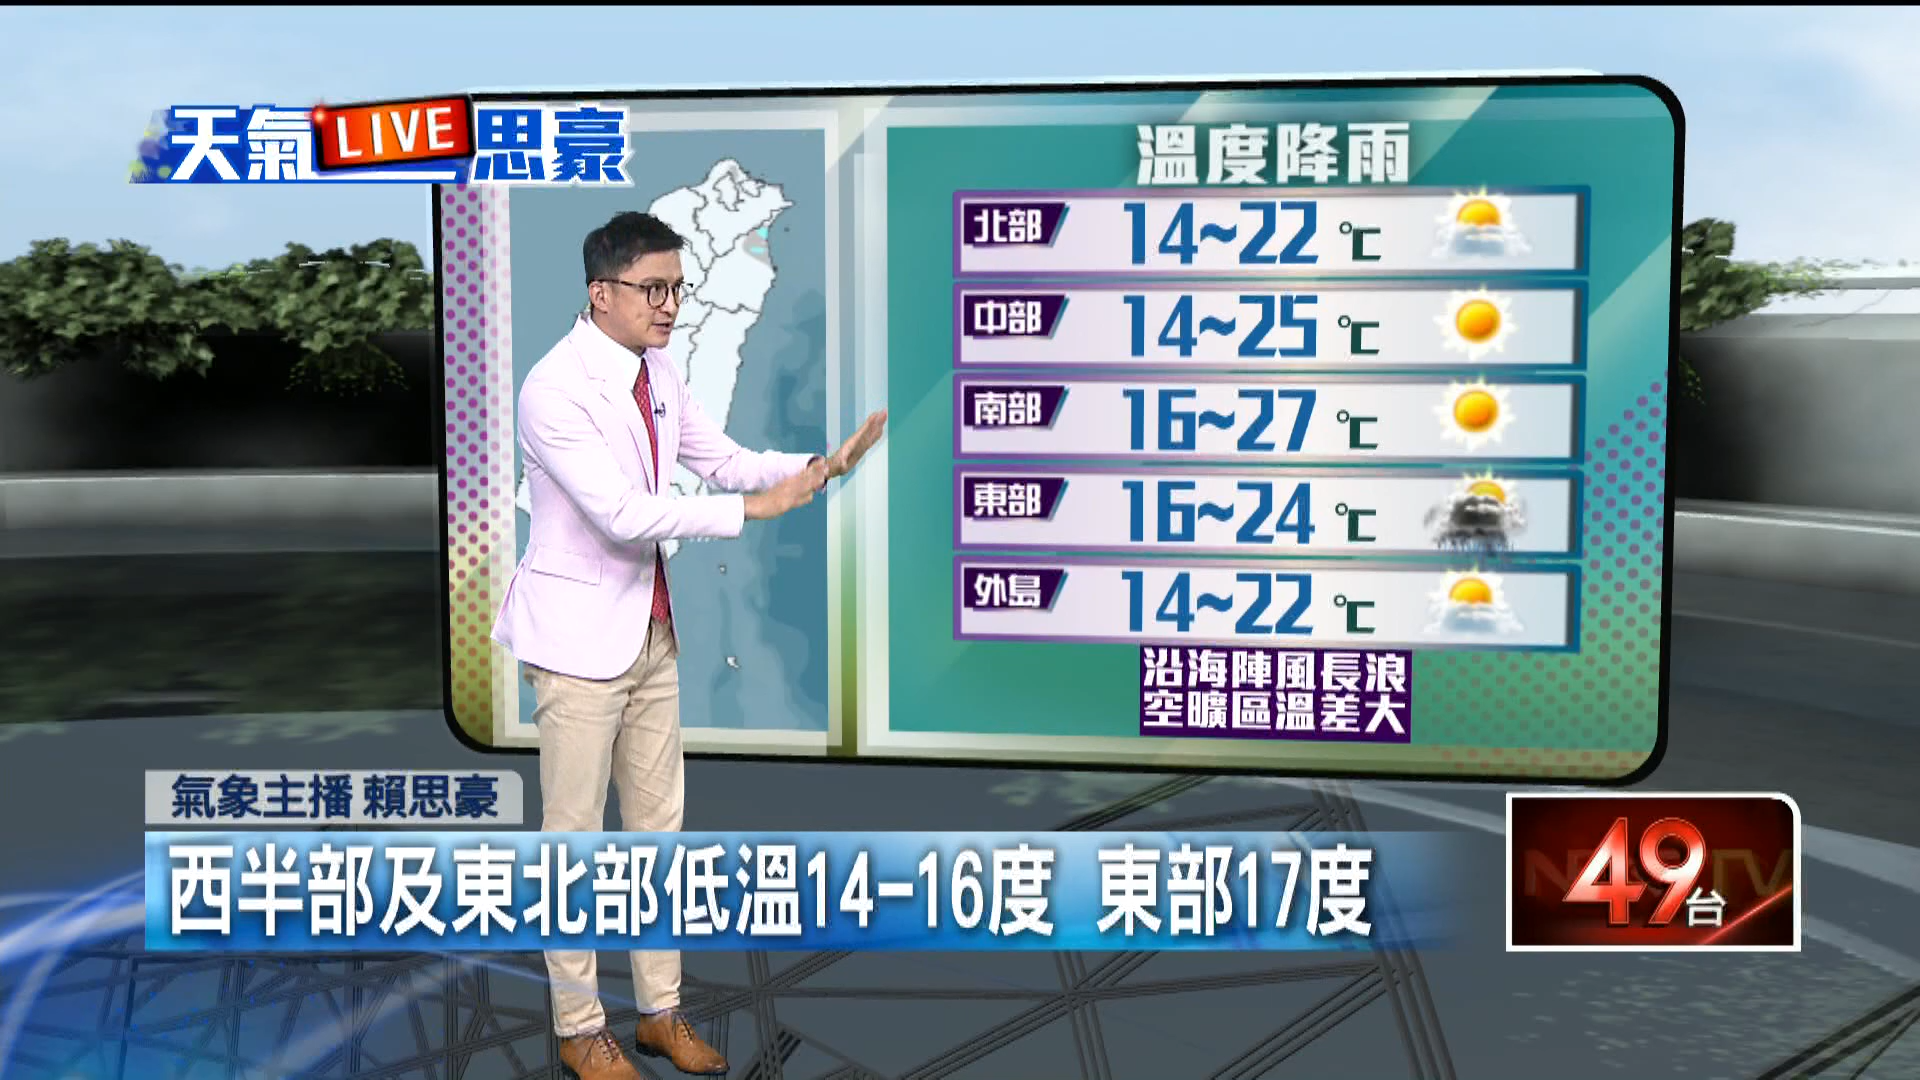 天氣LIVE思豪
溫度降雨
北部 14~22 ℃
中部 14~25 ℃
南部 16~27 ℃
東部 16~24 ℃
外島 14~22 ℃
沿海陣風長浪
空曠區溫差大
氣象主播 賴思豪
西半部及東北部低溫14-16度 東部17度
49台